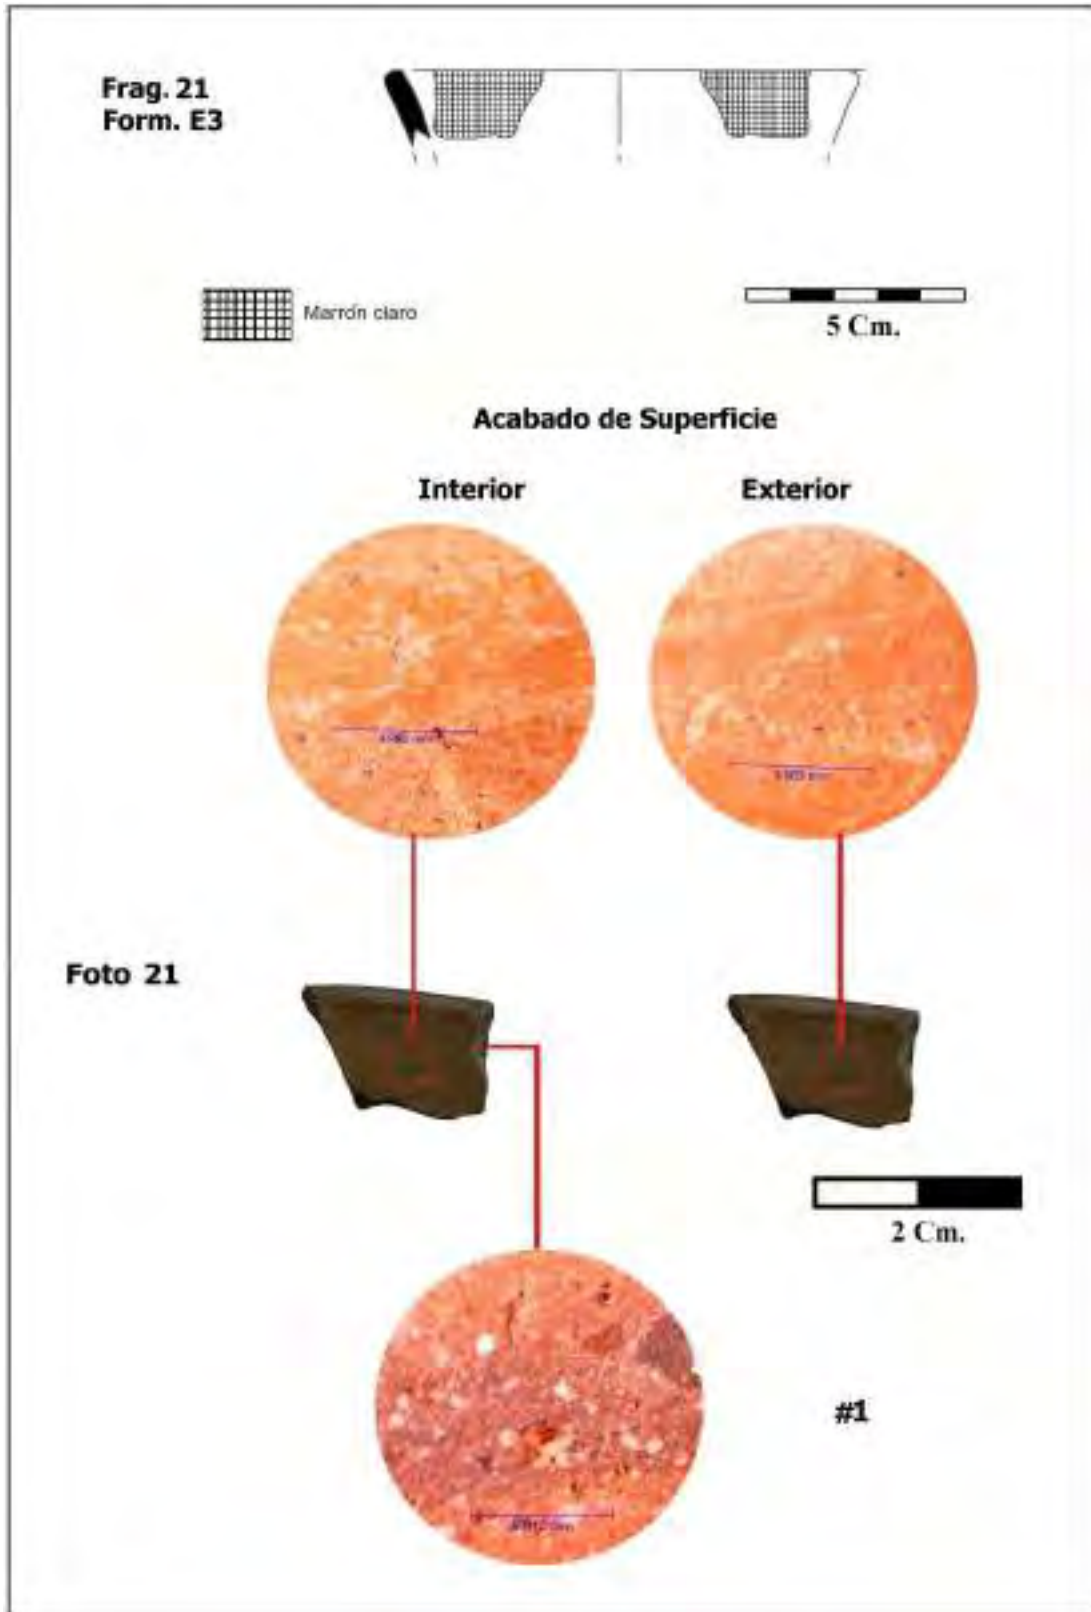 Frag. 21
Form. E3
Marrón claro
5 Cm.
Acabado de Superficie
Interior
Exterior
Foto 21
2 Cm.
#1